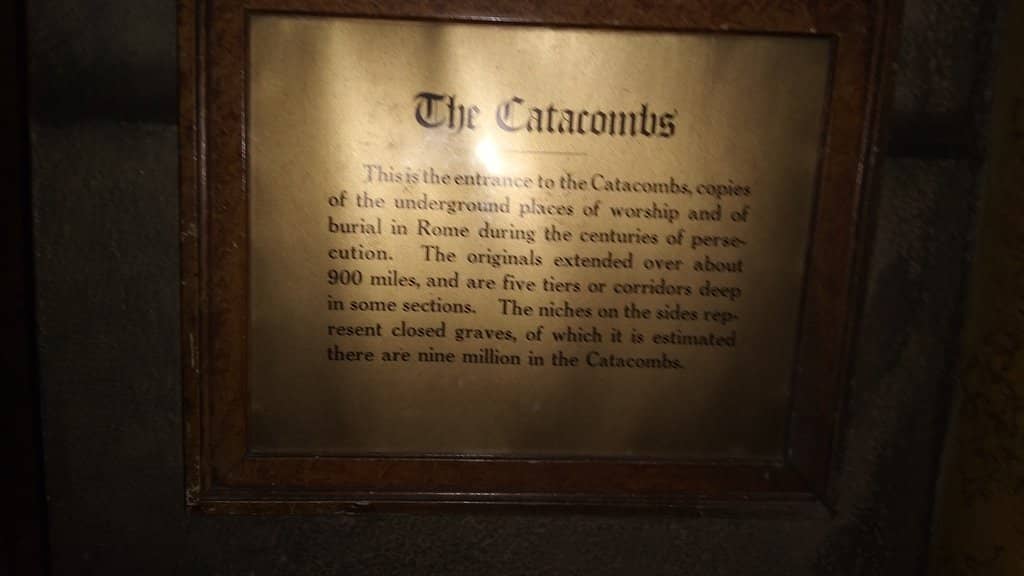 The Catacombs
This is the entrance to the Catacombs, copies
of the underground places of worship and of
burial in Rome during the centuries of perse-
cution. The originals extended over about
900 miles, and are five tiers or corridors deep
in some sections. The niches on the sides rep-
resent closed graves, of which it is estimated
there are nine million in the Catacombs.